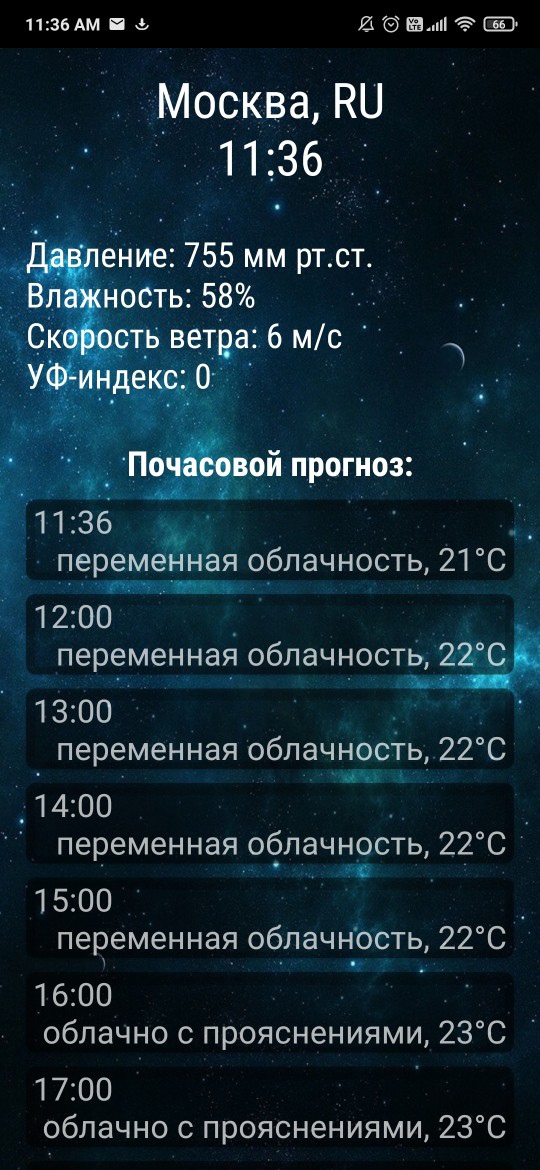 11:36 AM
Vo LTE
66
Москва, RU
11:36
Давление: 755 мм рт.ст.
Влажность: 58%
Скорость ветра: 6 м/с
УФ-индекс: 0
Почасовой прогноз:
11:36
переменная облачность, 21°C
12:00
переменная облачность, 22°C
13:00
переменная облачность, 22°C
14:00
переменная облачность, 22°C
15:00
переменная облачность, 22°C
16:00
облачно с прояснениями, 23°C
17:00
облачно с прояснениями, 23°C